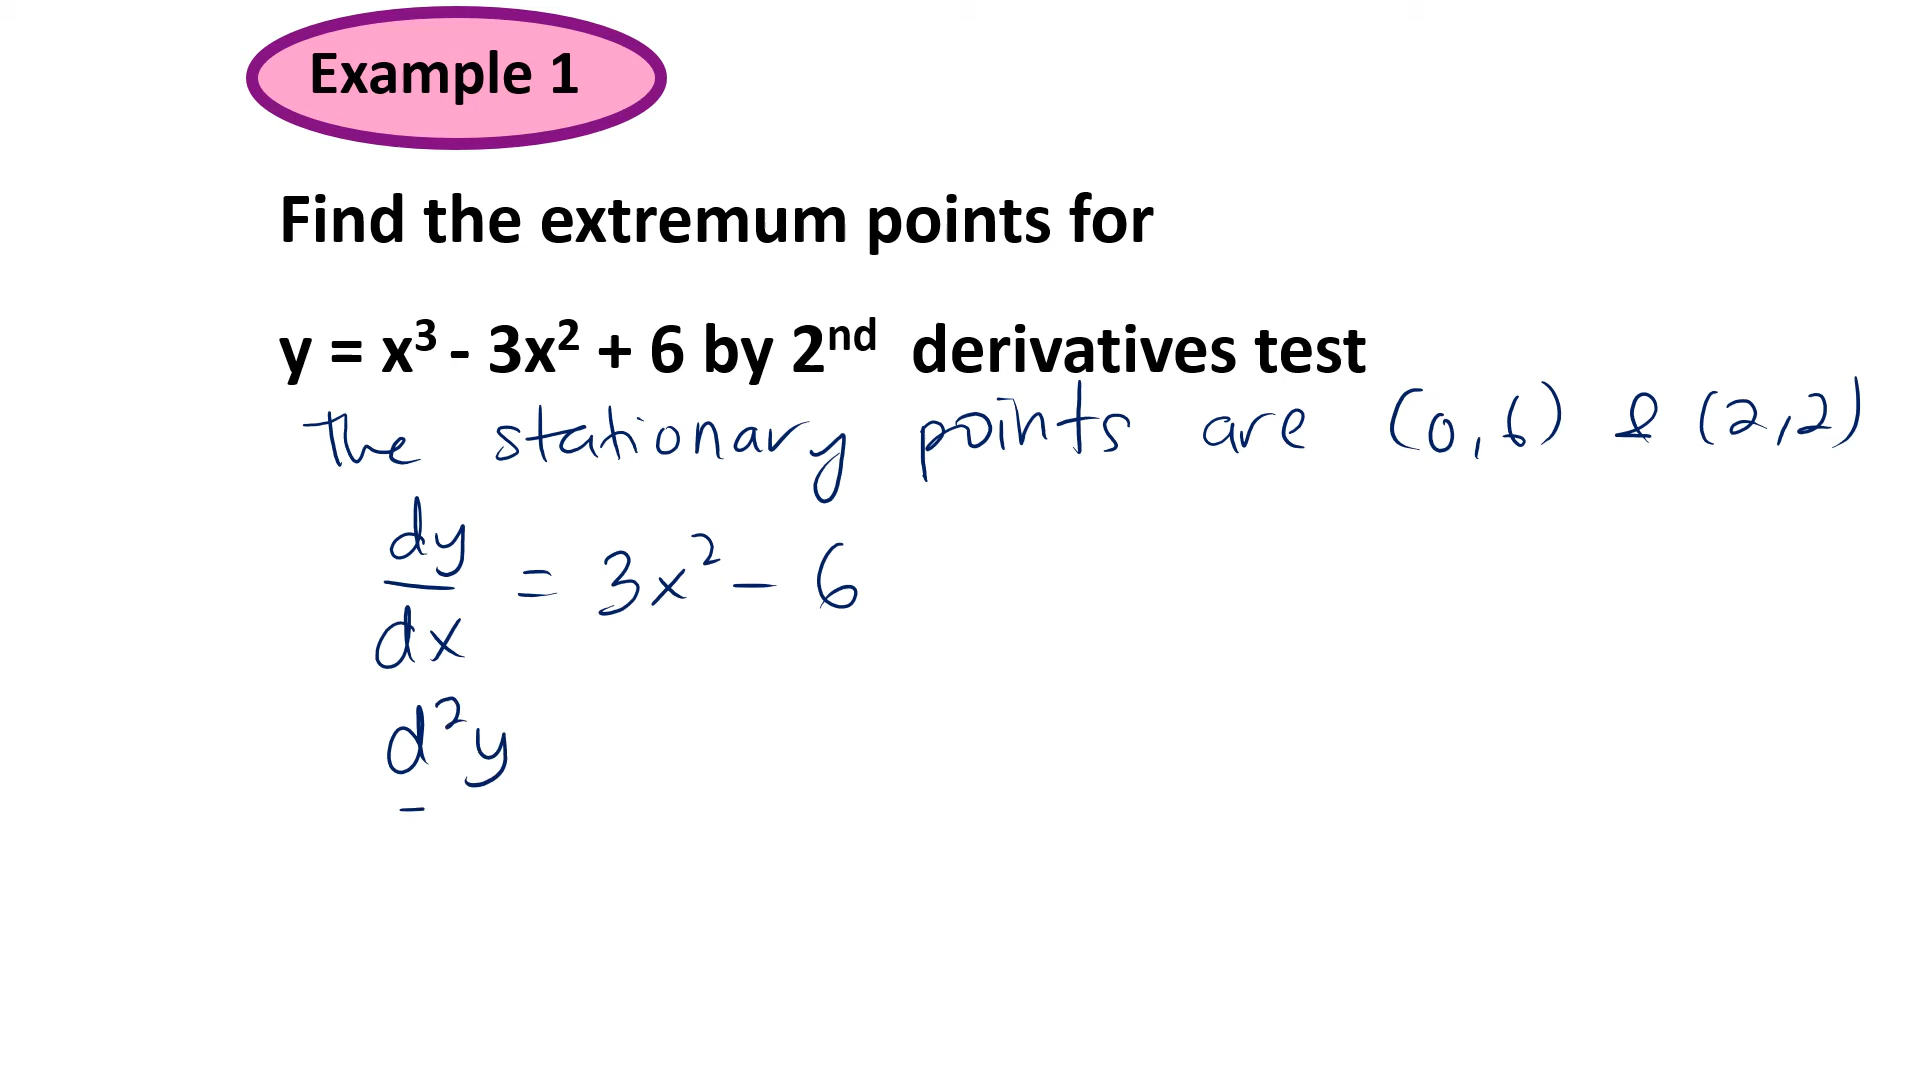 Example 1
Find the extremum points for
y = x³ - 3x² + 6 by 2ⁿᵈ derivatives test
The stationary points are (0,6) & (2,2)
dy
dx = 3x² - 6
d²y